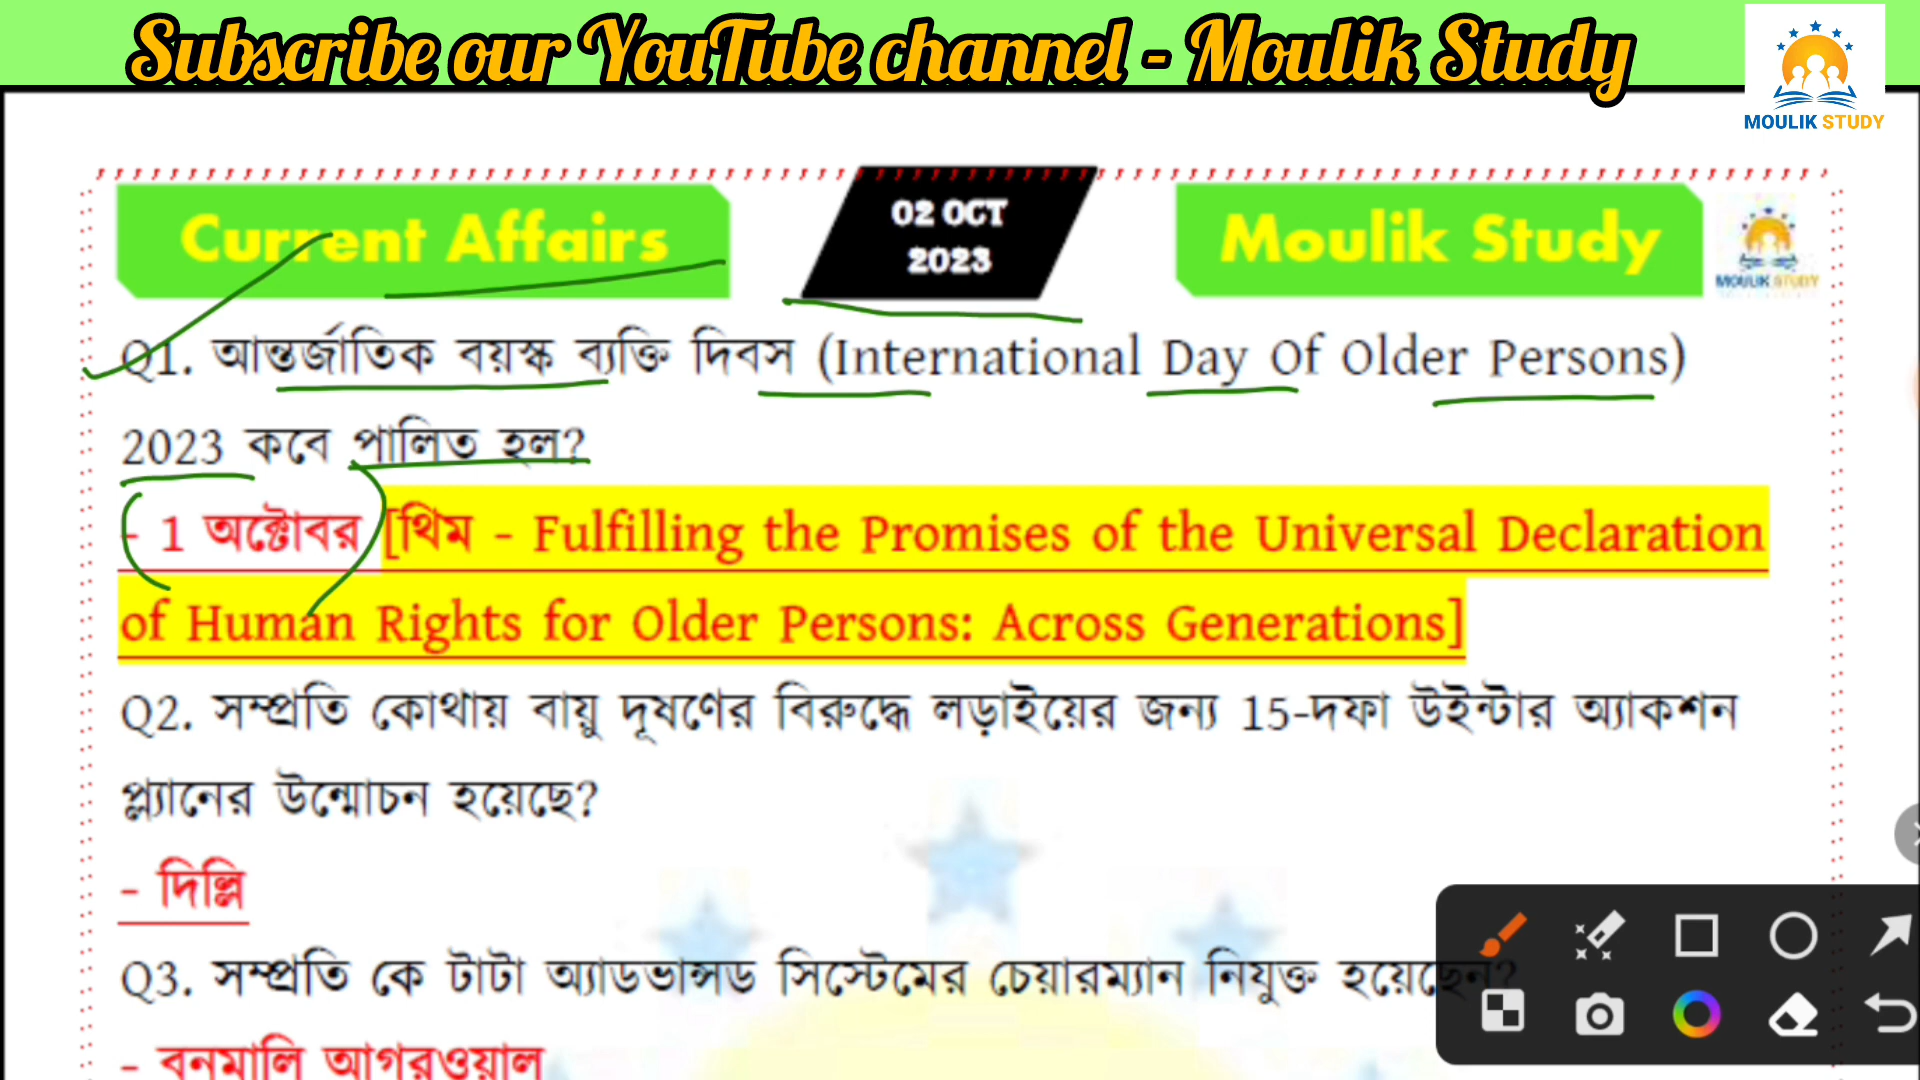 Subscribe our YouTube channel - Moulik Study
MOULIK STUDY
Current Affairs
02 OCT
2023
Moulik Study
MOULIK STUDY
Q1. আন্তর্জাতিক বয়স্ক ব্যক্তি দিবস (International Day Of Older Persons)
2023 কবে পালিত হল?
- 1 অক্টোবর [থিম - Fulfilling the Promises of the Universal Declaration
of Human Rights for Older Persons: Across Generations]
Q2. সম্প্রতি কোথায় বায়ু দূষণের বিরুদ্ধে লড়াইয়ের জন্য 15-দফা উইন্টার অ্যাকশন
প্ল্যানের উন্মোচন হয়েছে?
- দিল্লি
Q3. সম্প্রতি কে টাটা অ্যাডভান্সড সিস্টেমের চেয়ারম্যান নিযুক্ত হয়েছেন?
- বনমালি আগরওয়াল